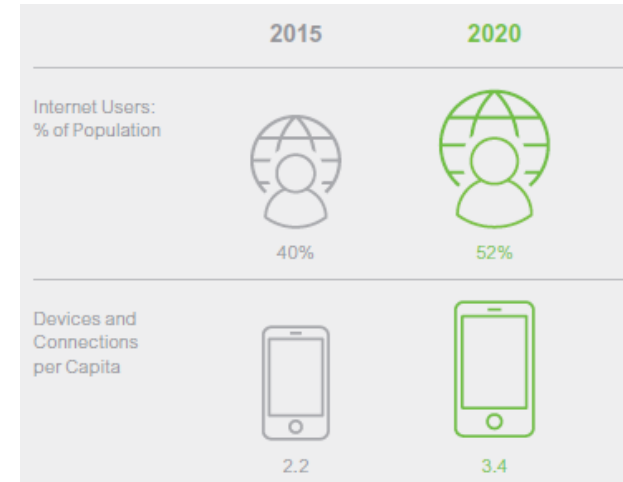 2015 2020
Internet Users:
% of Population
40% 52%
Devices and
Connections
per Capita
2.2 3.4